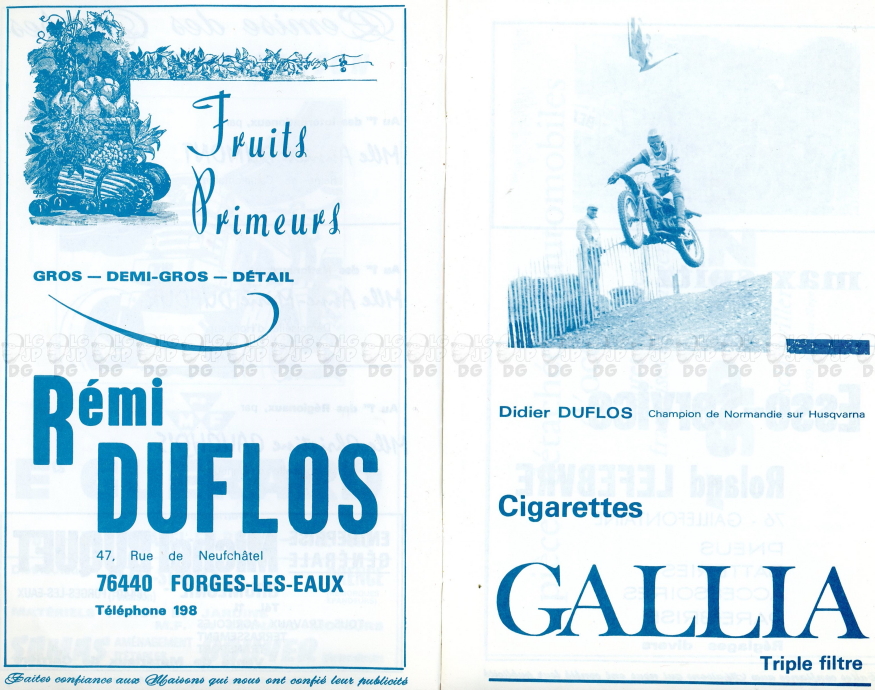 Fruits
Primeurs
GROS — DEMI-GROS — DÉTAIL
Rémi
DUFLOS
47, Rue de Neufchâtel
76440 FORGES-LES-EAUX
Téléphone 198
Faites confiance aux Maisons qui nous ont confié leur publicité
Didier DUFLOS Champion de Normandie sur Husqvarna
Cigarettes
GALLIA
Triple filtre